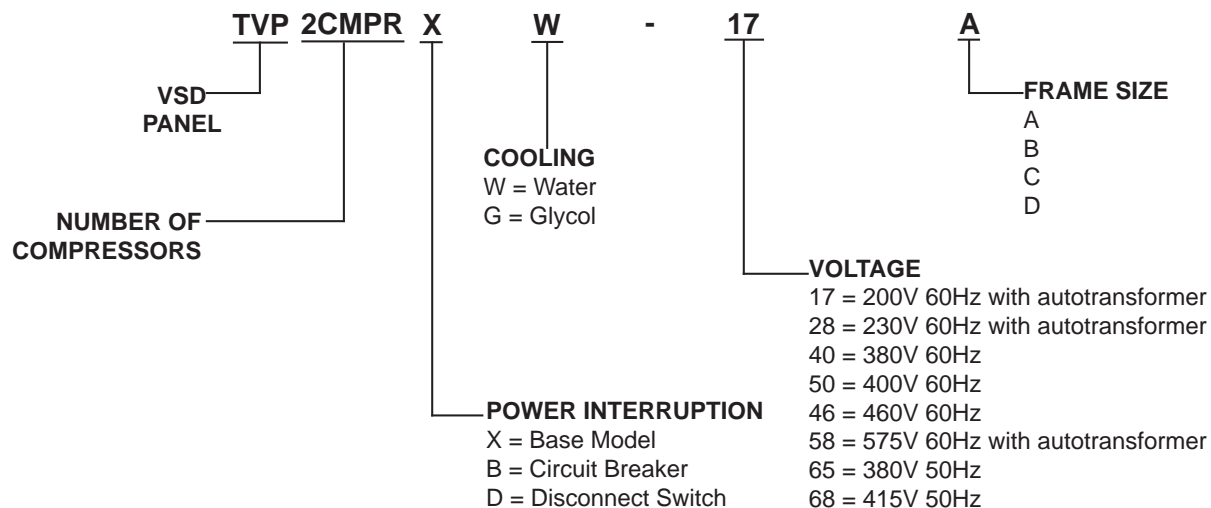 TVP 2CMPR X W - 17 A
VSD
PANEL
NUMBER OF
COMPRESSORS
COOLING
W = Water
G = Glycol
POWER INTERRUPTION
X = Base Model
B = Circuit Breaker
D = Disconnect Switch
VOLTAGE
17 = 200V 60Hz with autotransformer
28 = 230V 60Hz with autotransformer
40 = 380V 60Hz
50 = 400V 60Hz
46 = 460V 60Hz
58 = 575V 60Hz with autotransformer
65 = 380V 50Hz
68 = 415V 50Hz
FRAME SIZE
A
B
C
D